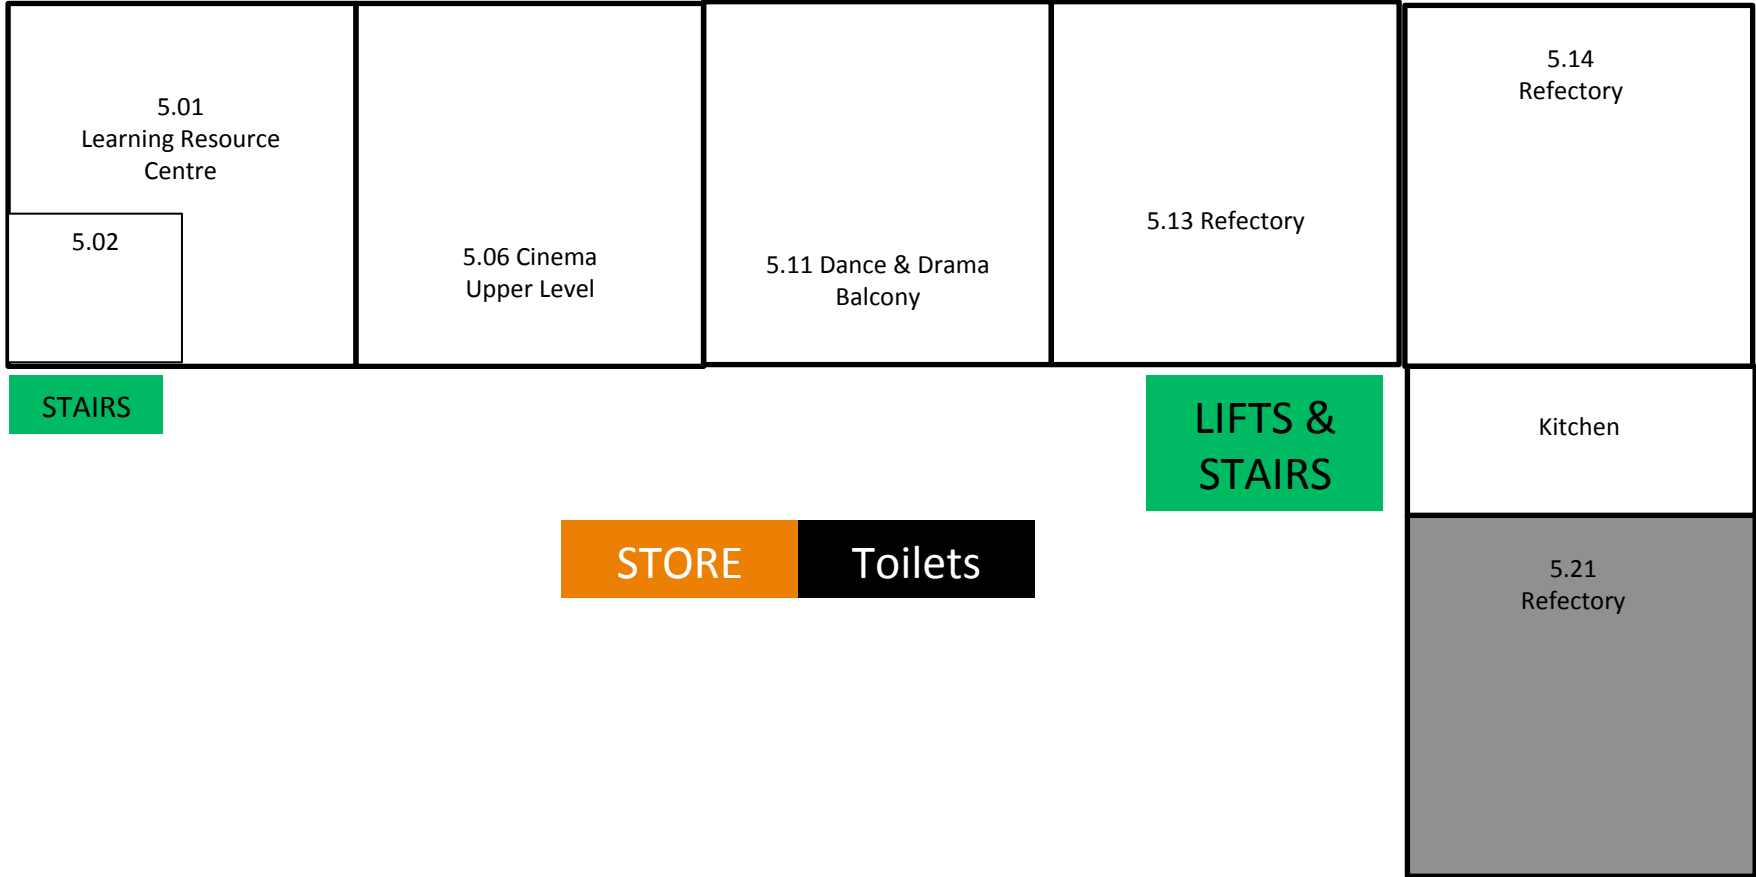 5.01
Learning Resource
Centre
5.02
5.06 Cinema
Upper Level
5.11 Dance & Drama
Balcony
5.13 Refectory
5.14
Refectory
STAIRS
LIFTS &
STAIRS
Kitchen
STORE
Toilets
5.21
Refectory